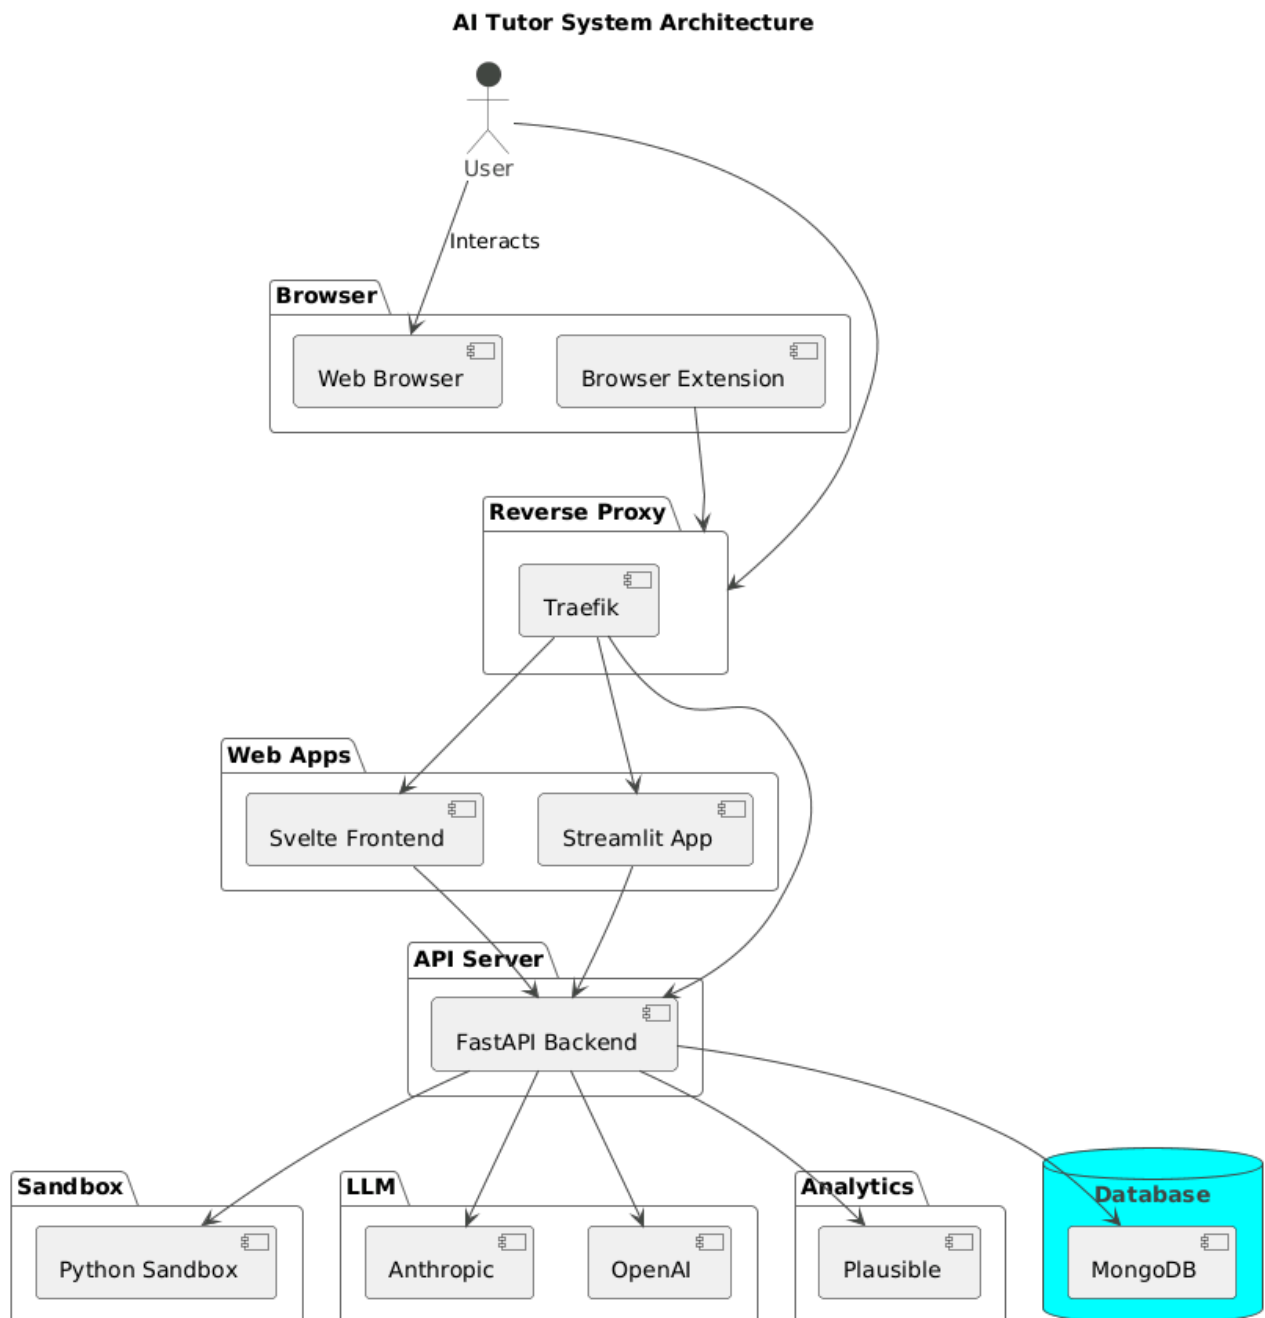 AI Tutor System Architecture
User
Interacts
Browser
Web Browser
Browser Extension
Reverse Proxy
Traefik
Web Apps
Svelte Frontend
Streamlit App
API Server
FastAPI Backend
Sandbox
LLM
Analytics
Database
Python Sandbox
Anthropic
OpenAI
Plausible
MongoDB